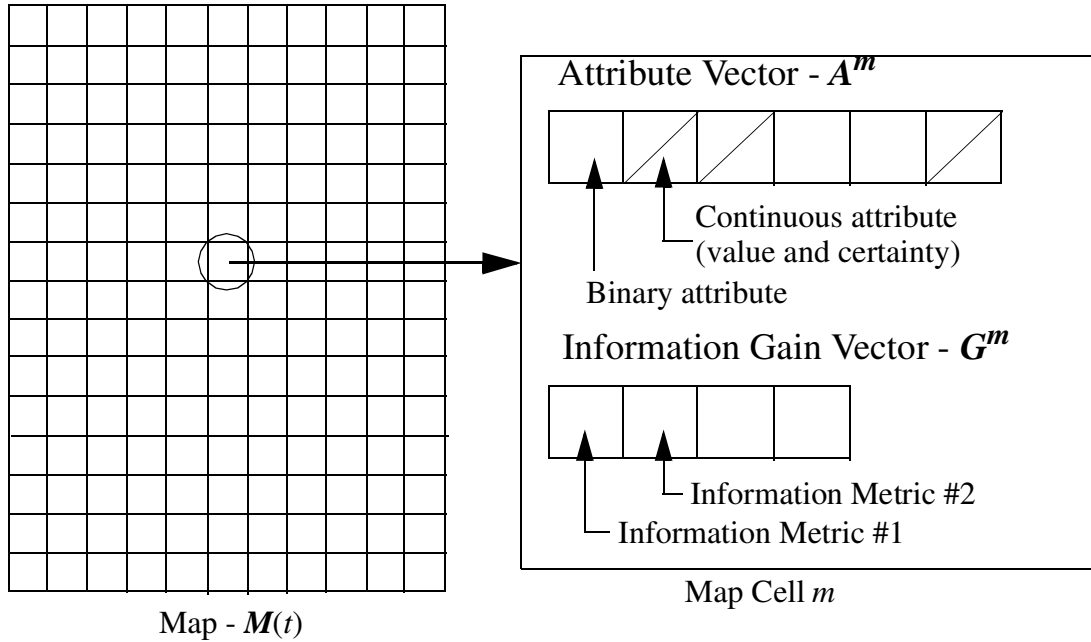 Attribute Vector - A^m
Continuous attribute
(value and certainty)
Binary attribute
Information Gain Vector - G^m
Information Metric #2
Information Metric #1
Map Cell m
Map - M(t)